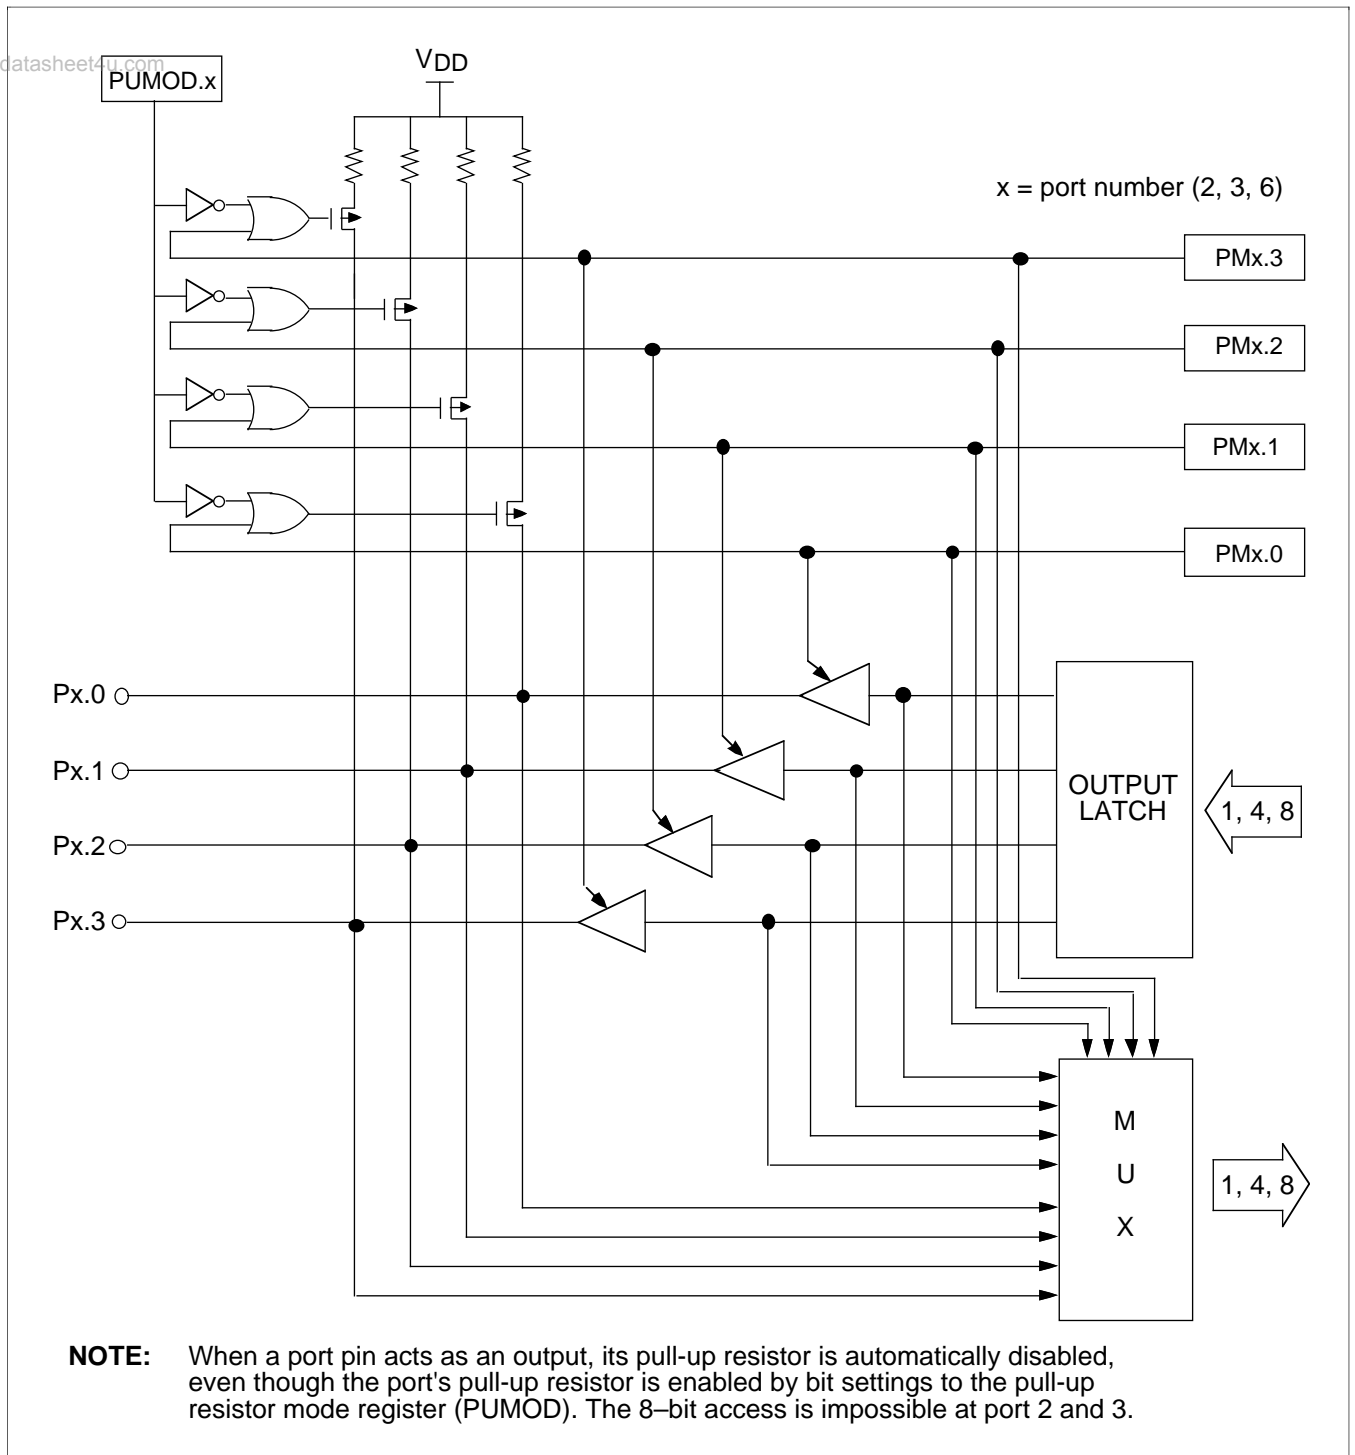 datasheet4u.com
PUMOD.x
VDD
x = port number (2, 3, 6)
PMx.3
PMx.2
PMx.1
PMx.0
Px.0
Px.1
Px.2
Px.3
OUTPUT
LATCH
1, 4, 8
M
U
X
1, 4, 8
NOTE: When a port pin acts as an output, its pull-up resistor is automatically disabled,
even though the port's pull-up resistor is enabled by bit settings to the pull-up
resistor mode register (PUMOD). The 8–bit access is impossible at port 2 and 3.